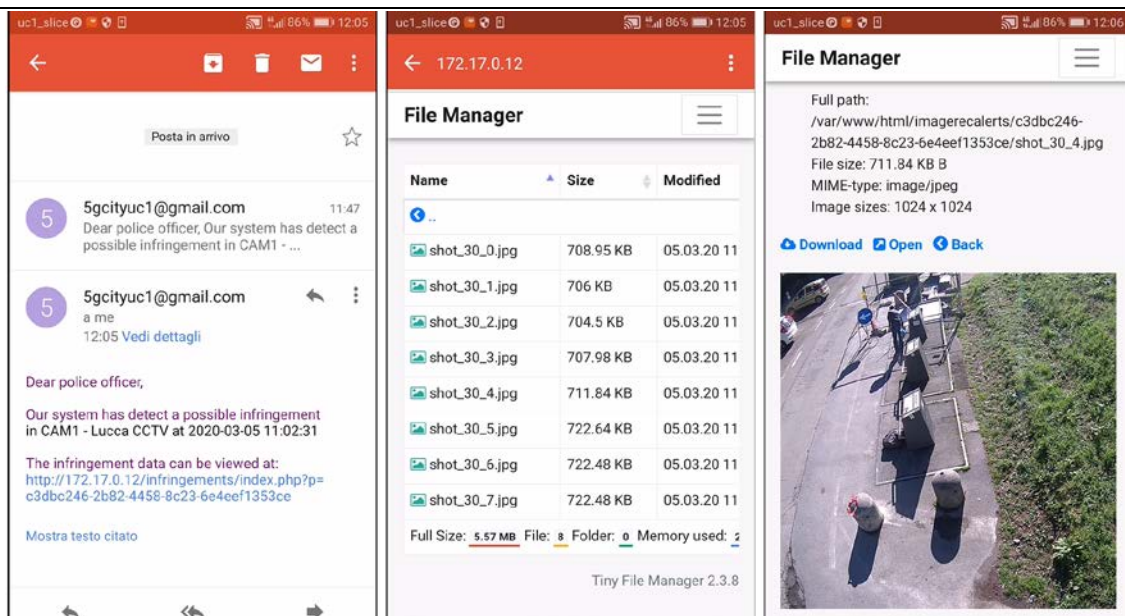 uc1_slice 86% 12:05
Posta in arrivo
5
5gcityuc1@gmail.com 11:47
Dear police officer, Our system has detect a
possible infringement in CAM1 - ...
5
5gcityuc1@gmail.com
a me
12:05 Vedi dettagli
Dear police officer,
Our system has detect a possible infringement
in CAM1 - Lucca CCTV at 2020-03-05 11:02:31
The infringement data can be viewed at:
http://172.17.0.12/infringements/index.php?p=
c3dbc246-2b82-4458-8c23-6e4eef1353ce
Mostra testo citato
uc1_slice 86% 12:05
172.17.0.12
File Manager
Name Size Modified
..
shot_30_0.jpg 708.95 KB 05.03.20 11
shot_30_1.jpg 706 KB 05.03.20 11
shot_30_2.jpg 704.5 KB 05.03.20 11
shot_30_3.jpg 707.98 KB 05.03.20 11
shot_30_4.jpg 711.84 KB 05.03.20 11
shot_30_5.jpg 722.64 KB 05.03.20 11
shot_30_6.jpg 722.48 KB 05.03.20 11
shot_30_7.jpg 722.48 KB 05.03.20 11
Full Size: 5.57 MB File: 8 Folder: 0 Memory used: 2
Tiny File Manager 2.3.8
uc1_slice 86% 12:06
File Manager
Full path:
/var/www/html/imagerecalerts/c3dbc246-
2b82-4458-8c23-6e4eef1353ce/shot_30_4.jpg
File size: 711.84 KB B
MIME-type: image/jpeg
Image sizes: 1024 x 1024
Download Open Back